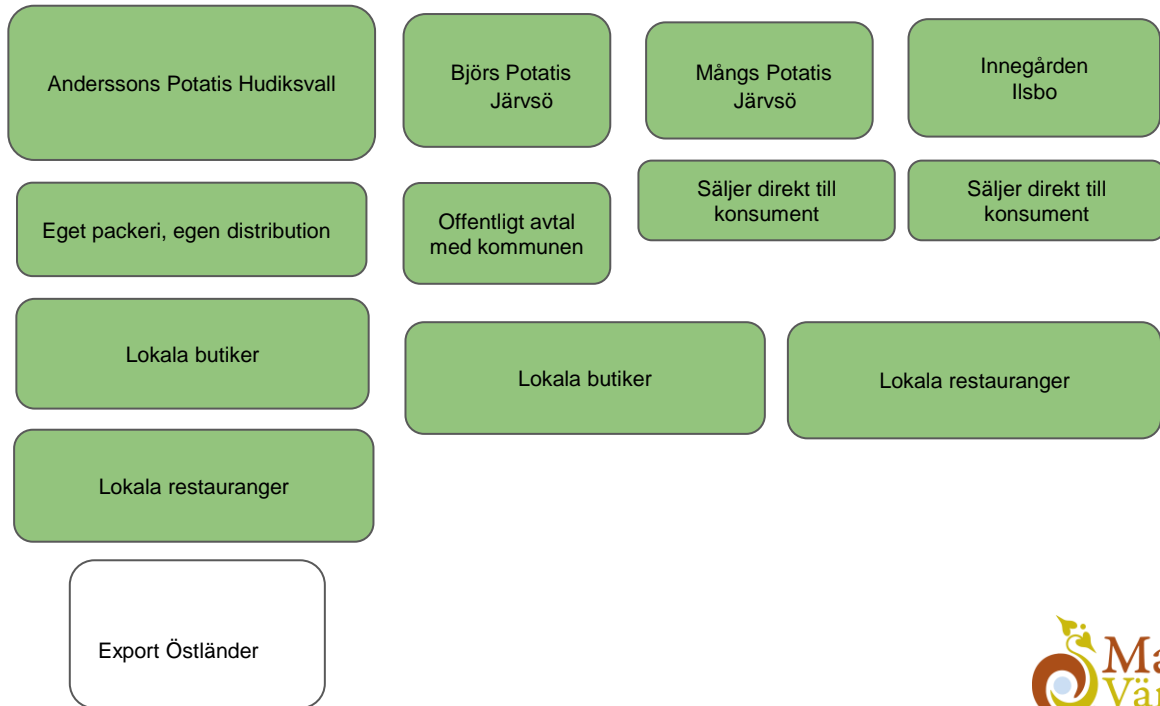 Anderssons Potatis Hudiksvall
Björs Potatis
Järvsö
Mångs Potatis
Järvsö
Innegården
Ilsbo
Eget packeri, egen distribution
Offentligt avtal
med kommunen
Säljer direkt till
konsument
Säljer direkt till
konsument
Lokala butiker
Lokala butiker
Lokala restauranger
Lokala restauranger
Export Östländer